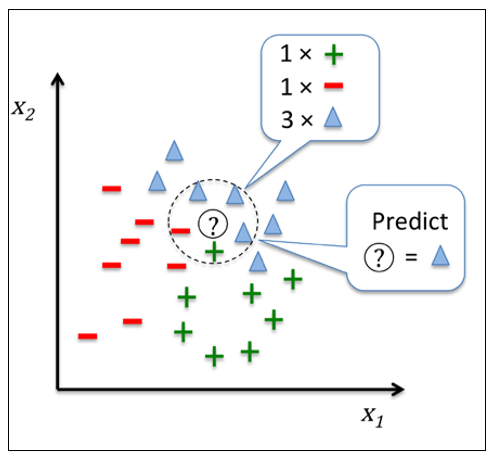 1 × +
1 × −
3 ×
x₂
?
Predict
? =
x₁